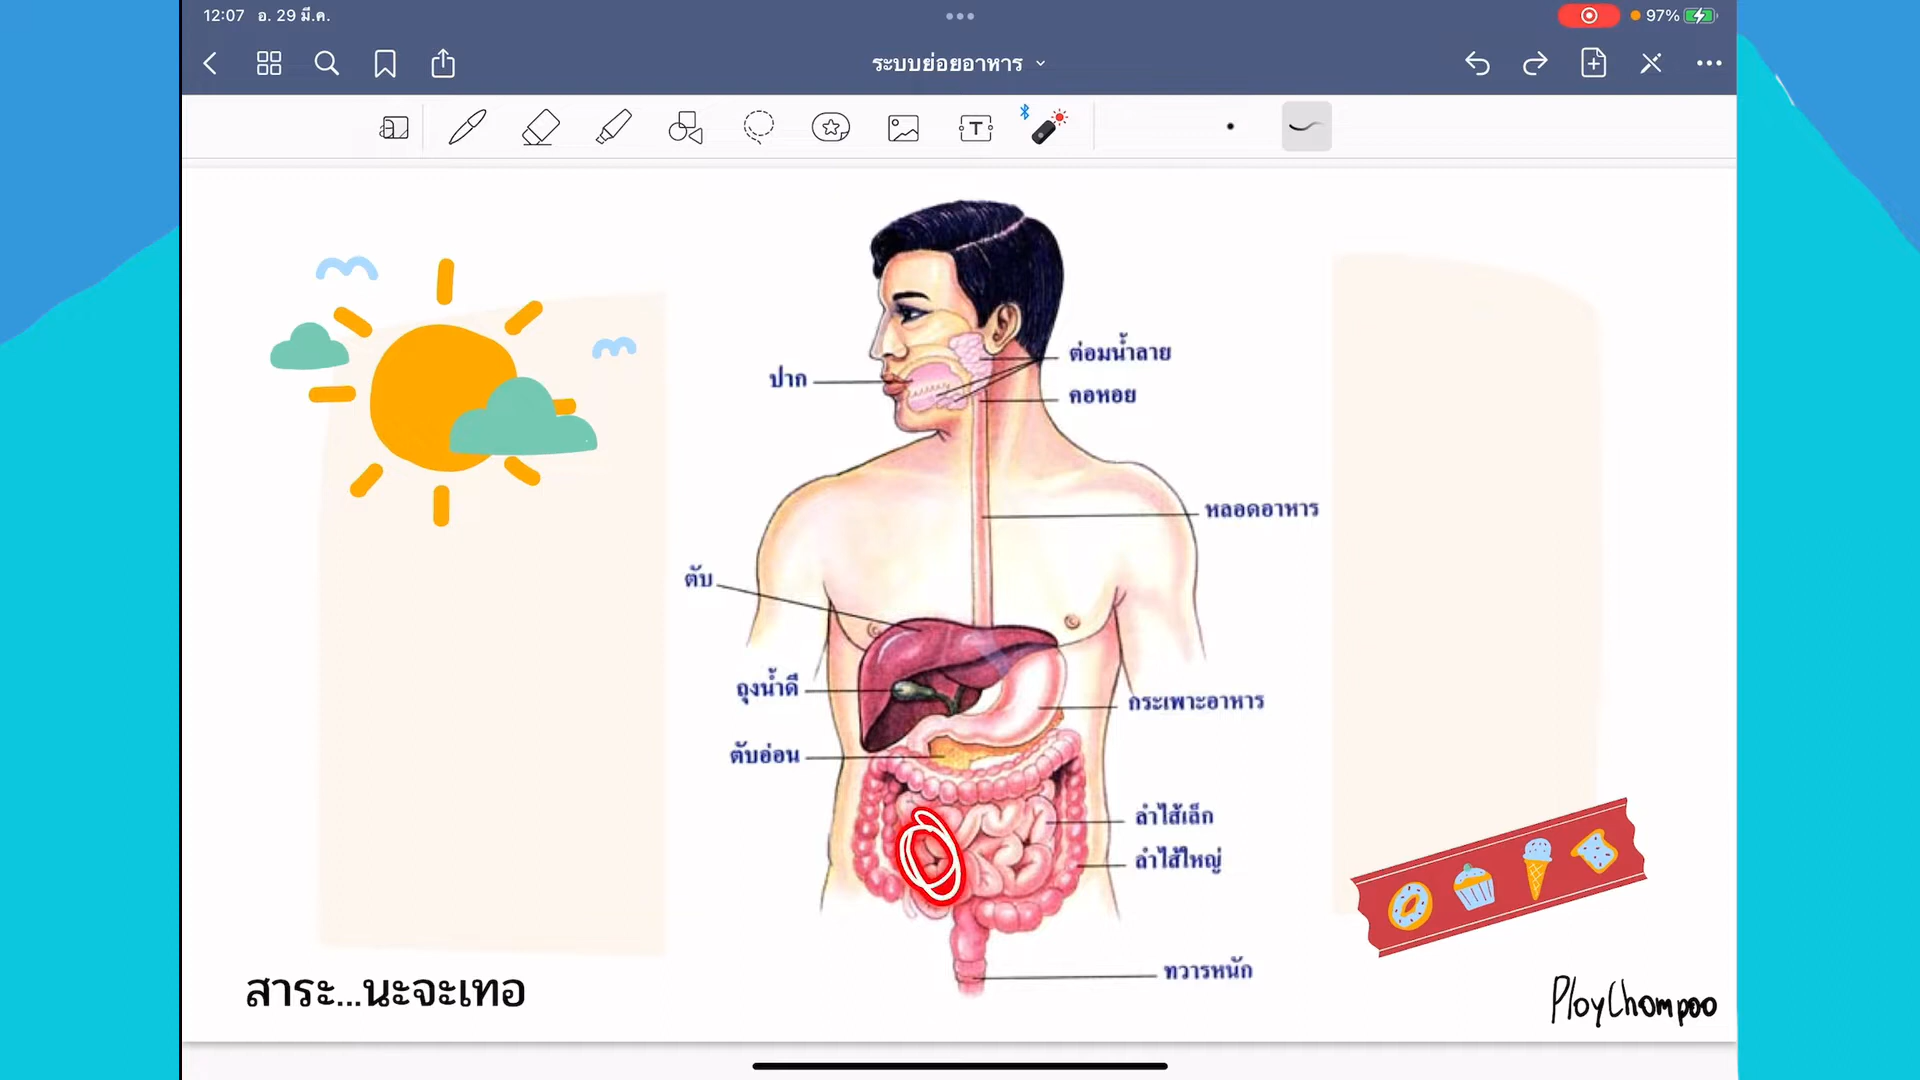 12:07 อ. 29 มี.ค.
97%
ระบบย่อยอาหาร
T
ต่อมน้ำลาย
ปาก
คอหอย
หลอดอาหาร
ตับ
ถุงน้ำดี
กระเพาะอาหาร
ตับอ่อน
ลำไส้เล็ก
ลำไส้ใหญ่
ทวารหนัก
สาระ...นะจะเทอ
PloyChompoo